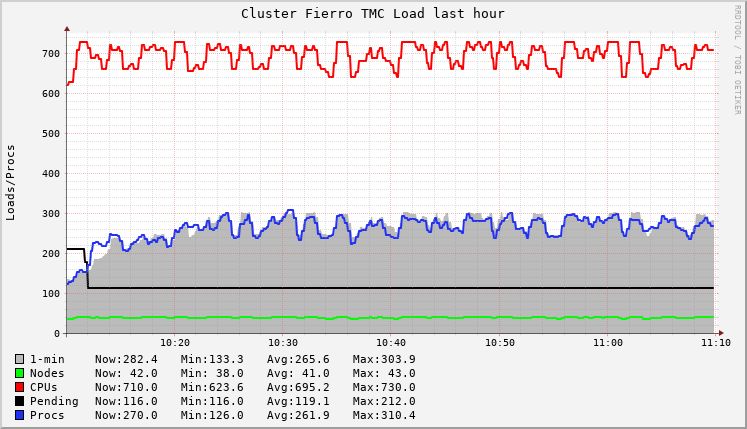 Cluster Fierro TMC Load last hour
RRDTOOL / TOBI OETIKER
Loads/Procs
700
600
500
400
300
200
100
0
10:20 10:30 10:40 10:50 11:00 11:10
1-min Now:282.4 Min:133.3 Avg:265.6 Max:303.9
Nodes Now: 42.0 Min: 38.0 Avg: 41.0 Max: 43.0
CPUs Now:710.0 Min:623.6 Avg:695.2 Max:730.0
Pending Now:116.0 Min:116.0 Avg:119.1 Max:212.0
Procs Now:270.0 Min:126.0 Avg:261.9 Max:310.4